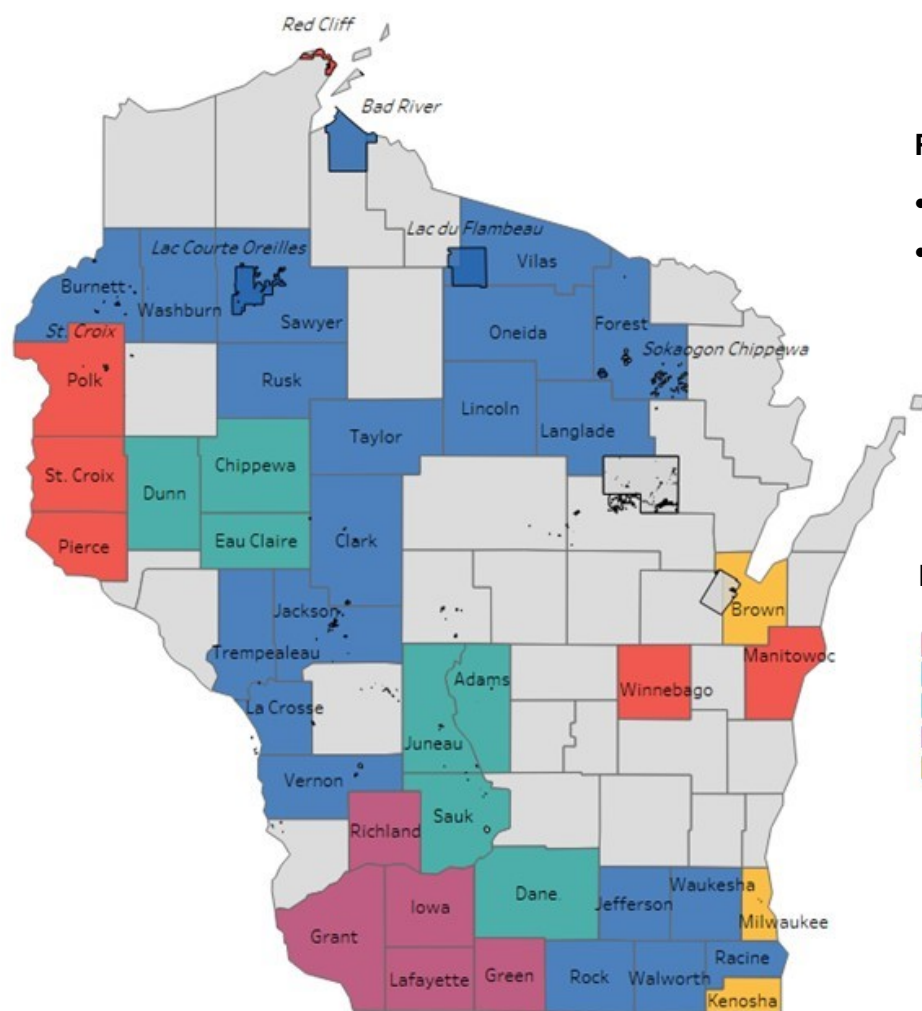 Red Cliff
Bad River
Lac du Flambeau
Lac Courte Oreilles
Vilas
Burnett
Washburn
Sawyer
St. Croix
Oneida
Forest
Sokaogon Chippewa
Polk
Rusk
Lincoln
Taylor
Langlade
Chippewa
St. Croix
Dunn
Eau Claire
Clark
Pierce
Jackson
Brown
Trempealeau
Manitowoc
Adams
Winnebago
La Crosse
Juneau
Vernon
Sauk
Richland
Waukesha
Dane
Jefferson
Iowa
Milwaukee
Grant
Racine
Lafayette
Green
Rock
Walworth
Kenosha